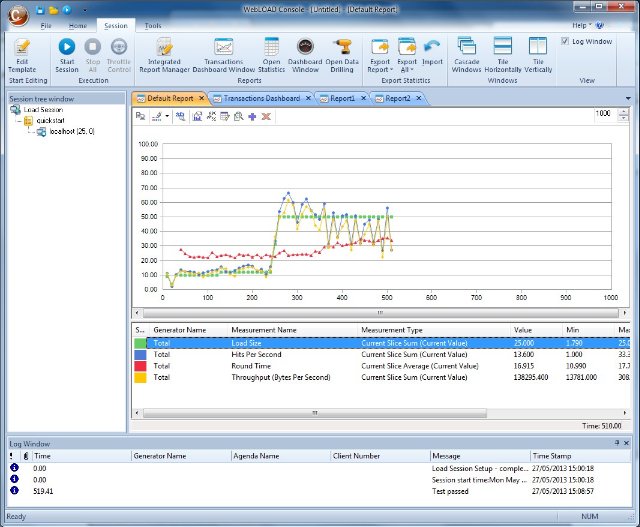 WebLOAD Console - [Untitled, - [Default Report]
File Home Session Tools Help
Edit Template Start Session Stop All Throttle Control Integrated Report Manager Transactions Dashboard Window Open Statistics Dashboard Window Open Data Drilling Export Report Export All Import Cascade Windows Tile Horizontally Tile Vertically Log Window
Start Editing Execution Reports Export Statistics Windows View
Session tree window
Load Session
quickstart
localhost (25, 0)
Default Report Transactions Dashboard Report1 Report2
1000
100.00
90.00
80.00
70.00
60.00
50.00
40.00
30.00
20.00
10.00
0.00
0 100 200 300 400 500 600 700 800 900 1000
S... Generator Name Measurement Name Measurement Type Value Min Ma
Total Load Size Current Slice Sum (Current Value) 25.000 1.790 25.0
Total Hits Per Second Current Slice Sum (Current Value) 13.600 1.000 33.3
Total Round Time Current Slice Average (Current Value) 16.915 10.990 17.7
Total Throughput (Bytes Per Second) Current Slice Sum (Current Value) 138295.400 13781.000 308.
Time: 510.00
Log Window
! Time Generator Name Agenda Name Client Number Message Time Stamp
0.00 Load Session Setup - comple... 27/05/2013 15:00:18
0.00 Session start time:Mon May ... 27/05/2013 15:00:18
519.41 Test passed 27/05/2013 15:08:57
Ready NUM